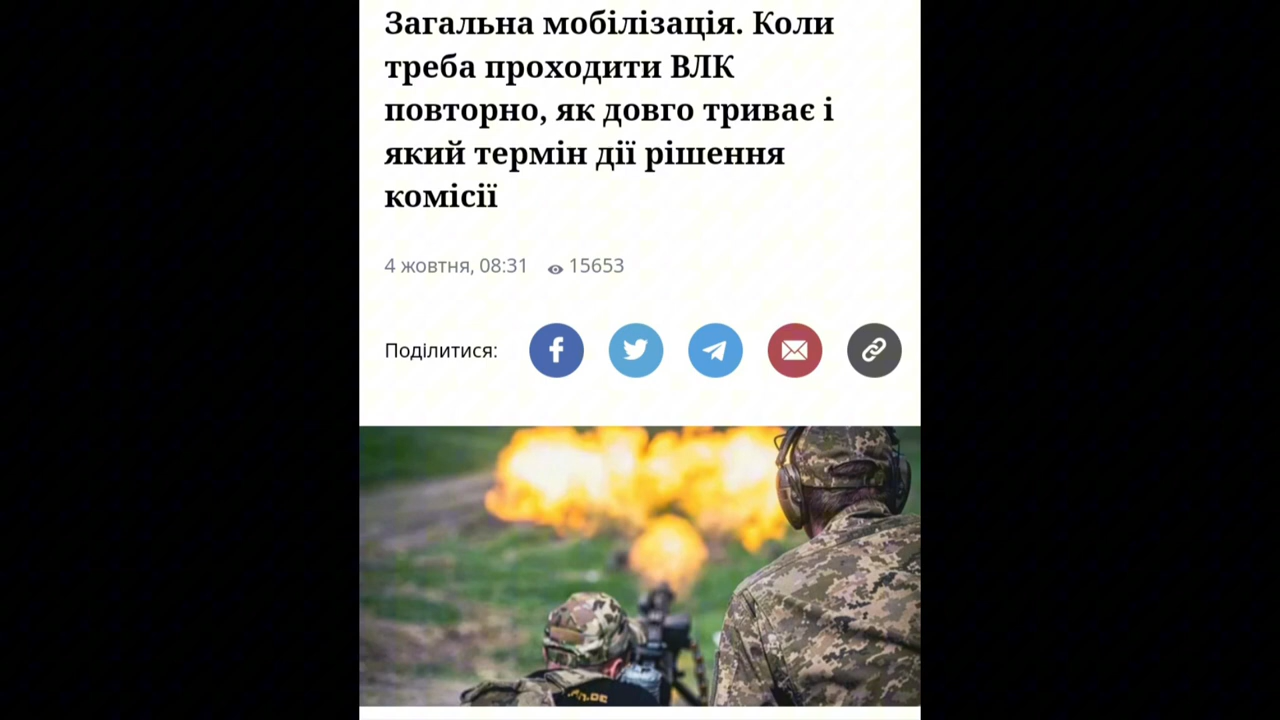 Загальна мобілізація. Коли
треба проходити ВЛК
повторно, як довго триває і
який термін дії рішення
комісії
4 жовтня, 08:31 15653
Поділитися: